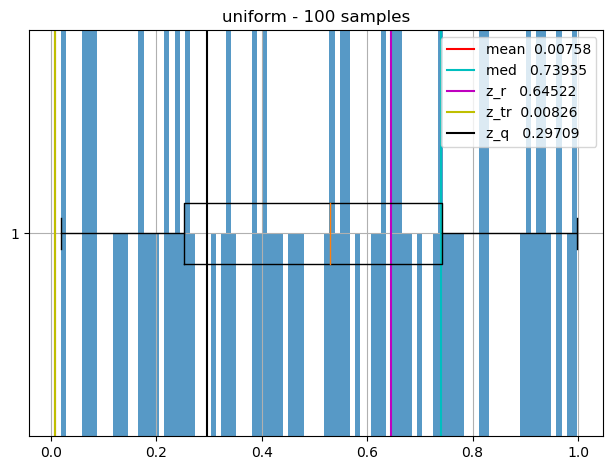 uniform - 100 samples
mean 0.00758
med 0.73935
z_r 0.64522
z_tr 0.00826
z_q 0.29709
1
0.0 0.2 0.4 0.6 0.8 1.0